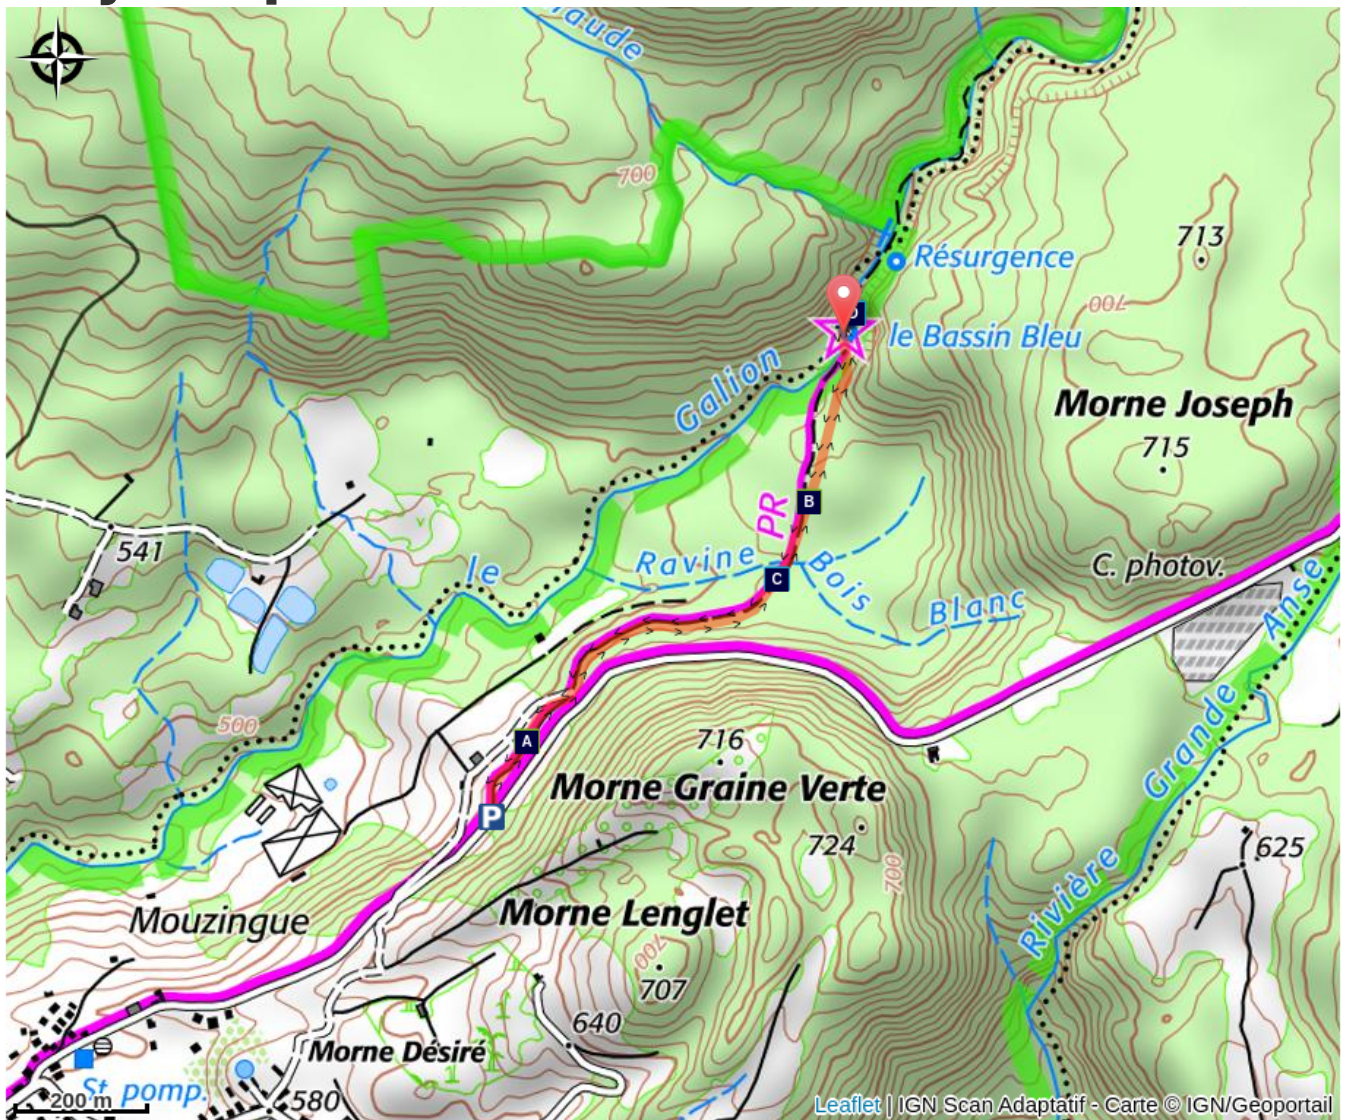 700
Résurgence
713
700
le Bassin Bleu
Galion
Morne Joseph
715
PR
B
541
le
Ravine
Bois
Blanc
C
C. photov.
Anse
Grande
Rivière
500
A
716
P
Morne Graine Verte
724
700
625
Mouzingue
Morne Lenglet
700
707
640
Morne Désiré
St. pomp.
580
200 m
Leaflet | IGN Scan Adaptatif - Carte © IGN/Geoportail